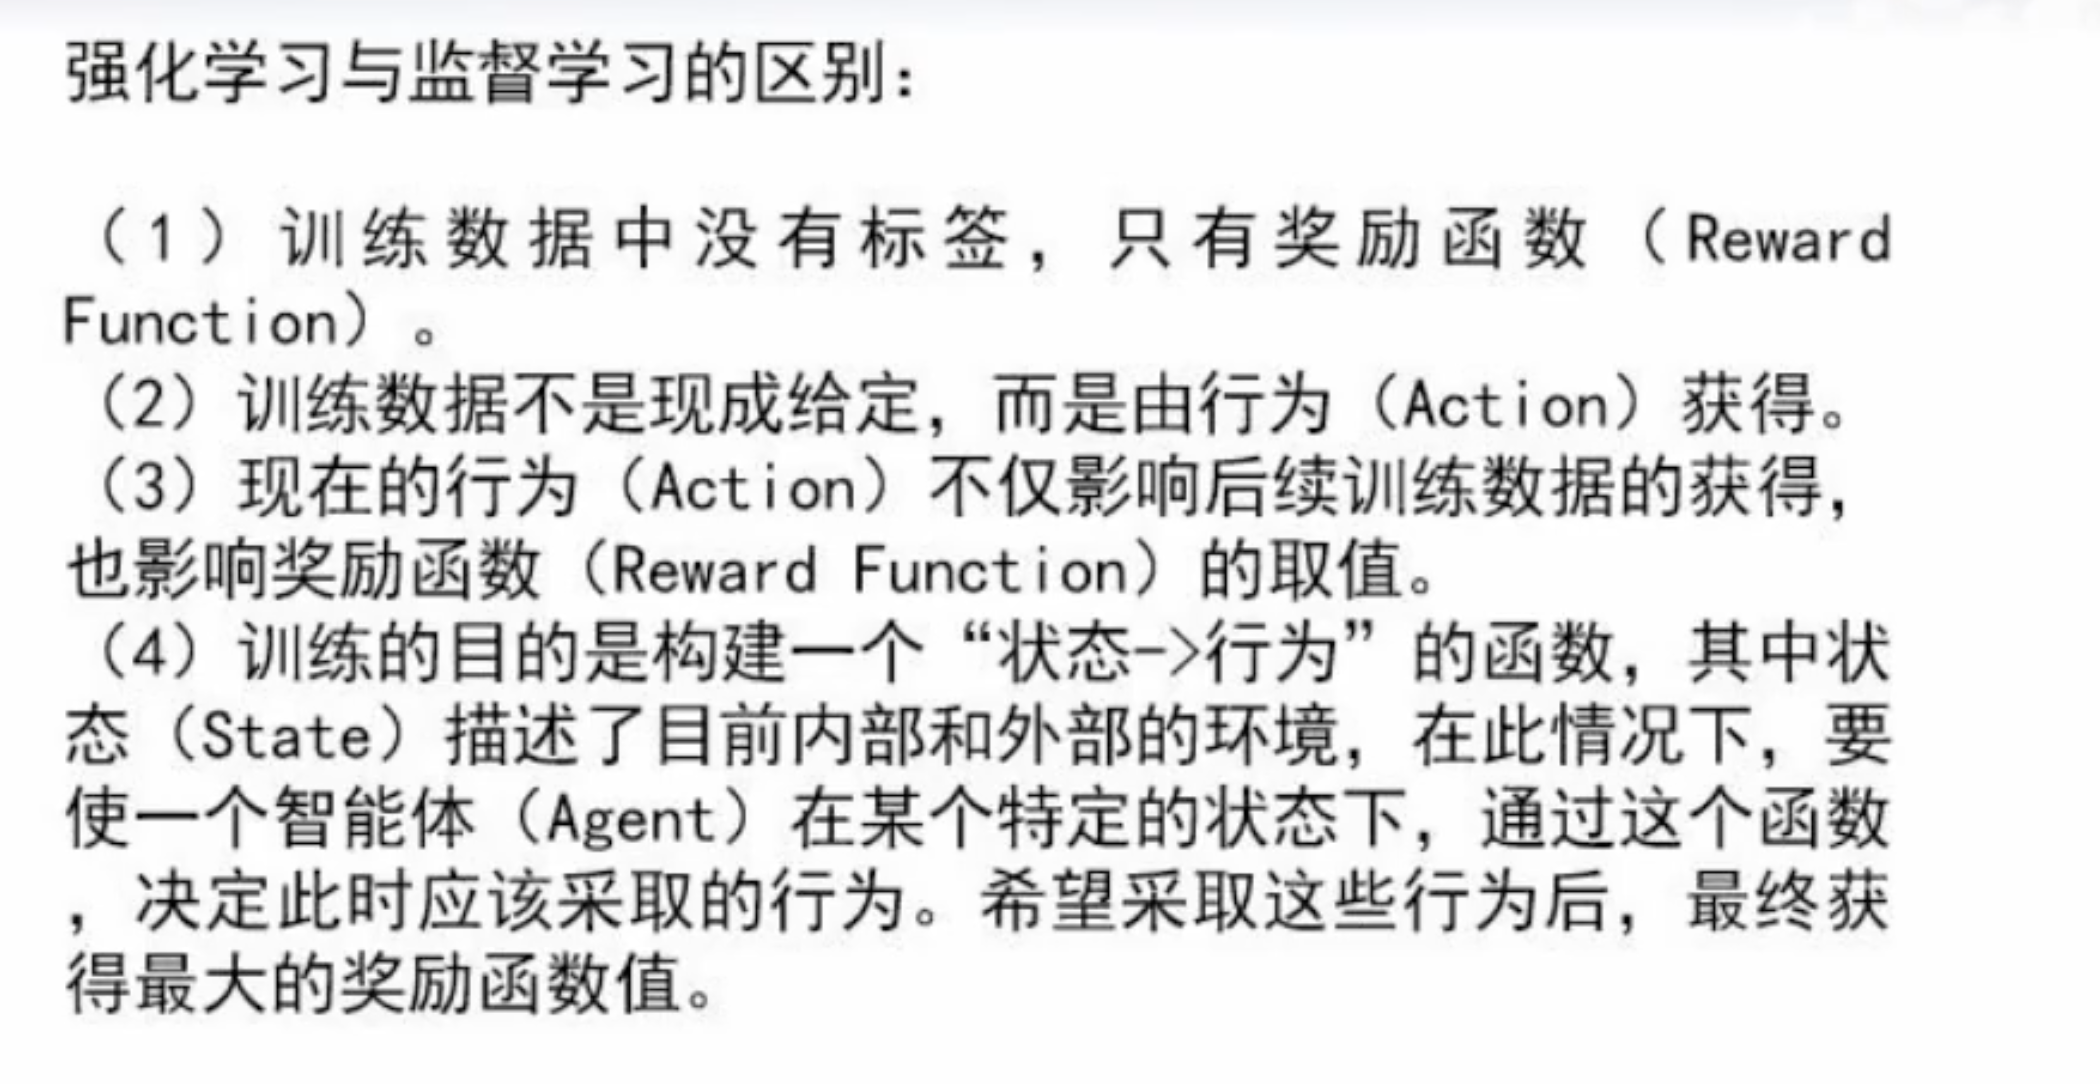 强化学习与监督学习的区别：
（1）训练数据中没有标签，只有奖励函数（Reward
Function）。
（2）训练数据不是现成给定，而是由行为（Action）获得。
（3）现在的行为（Action）不仅影响后续训练数据的获得，
也影响奖励函数（Reward Function）的取值。
（4）训练的目的是构建一个“状态->行为”的函数，其中状
态（State）描述了目前内部和外部的环境，在此情况下，要
使一个智能体（Agent）在某个特定的状态下，通过这个函数
，决定此时应该采取的行为。希望采取这些行为后，最终获
得最大的奖励函数值。